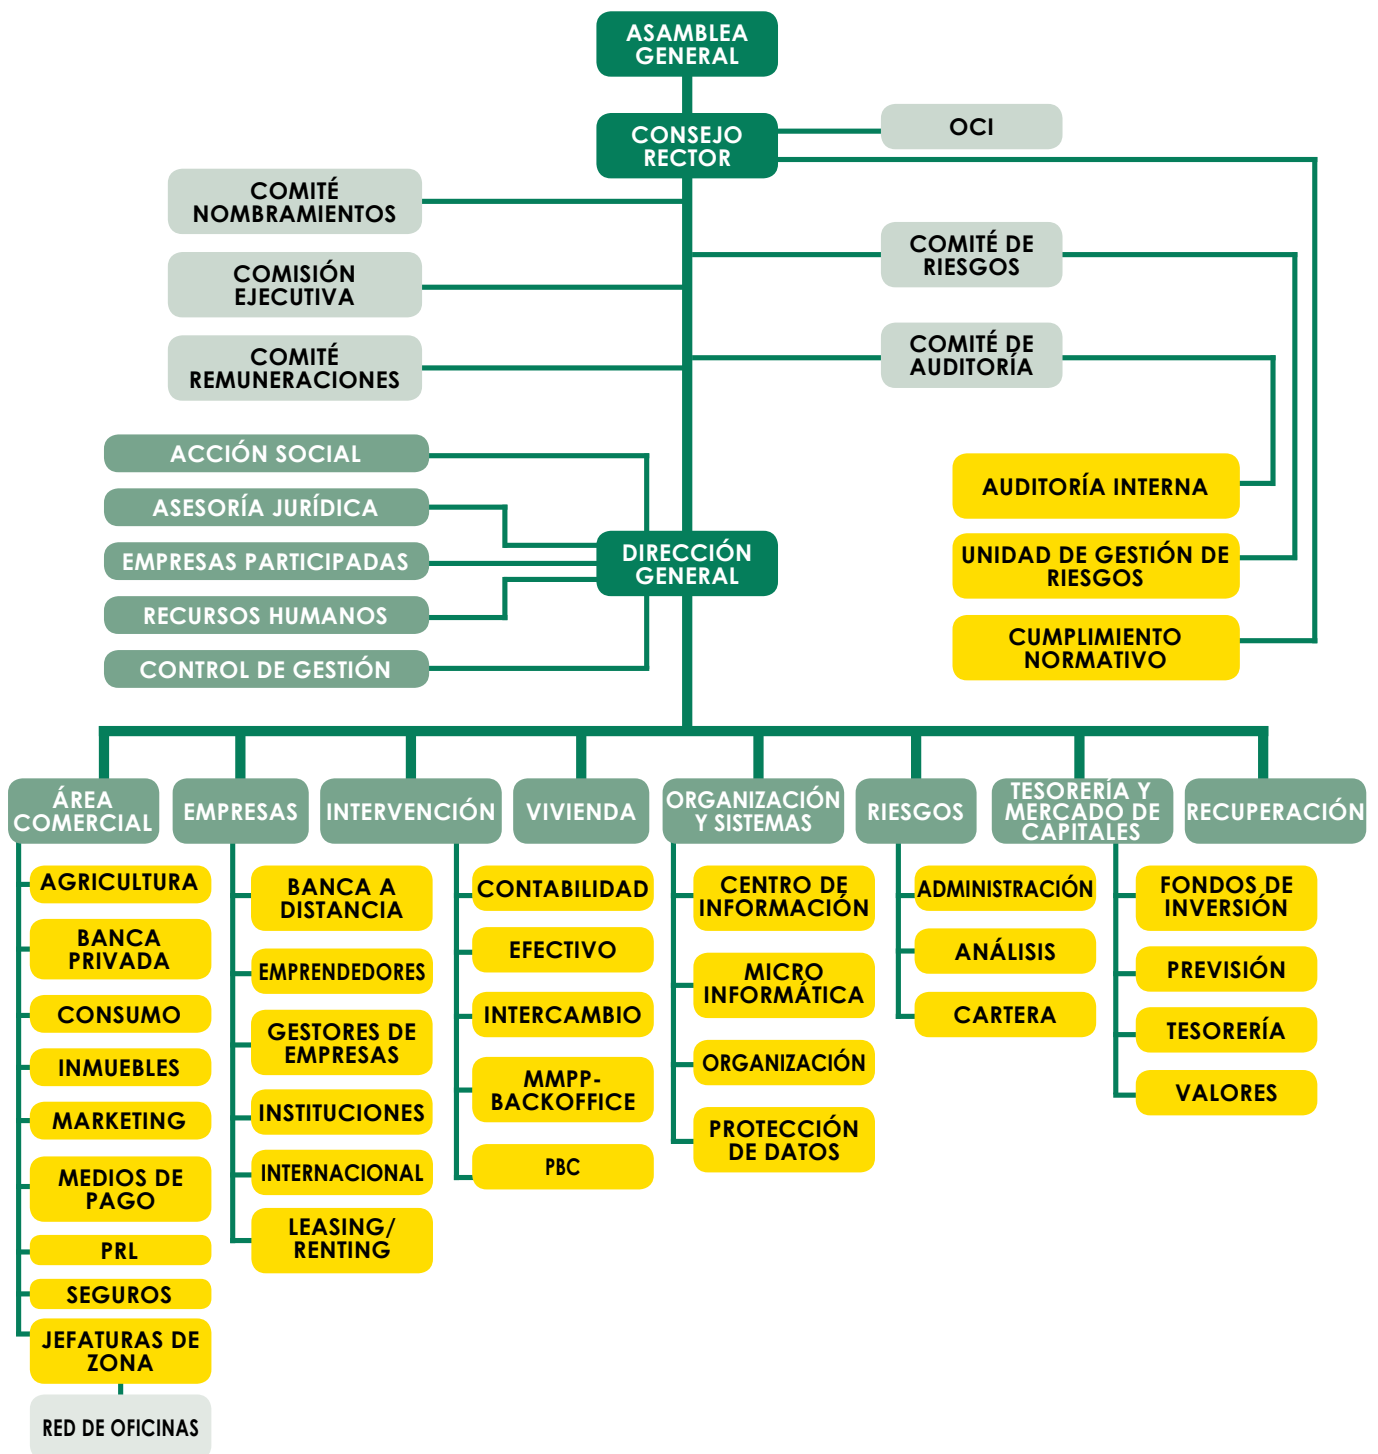 ASAMBLEA
GENERAL
CONSEJO
RECTOR
OCI
COMITÉ
NOMBRAMIENTOS
COMISIÓN
EJECUTIVA
COMITÉ
REMUNERACIONES
COMITÉ DE
RIESGOS
COMITÉ DE
AUDITORÍA
ACCIÓN SOCIAL
ASESORÍA JURÍDICA
EMPRESAS PARTICIPADAS
RECURSOS HUMANOS
CONTROL DE GESTIÓN
DIRECCIÓN
GENERAL
AUDITORÍA INTERNA
UNIDAD DE GESTIÓN DE
RIESGOS
CUMPLIMIENTO
NORMATIVO
ÁREA
COMERCIAL
EMPRESAS
INTERVENCIÓN
VIVIENDA
ORGANIZACIÓN
Y SISTEMAS
RIESGOS
TESORERÍA Y
MERCADO DE
CAPITALES
RECUPERACIÓN
AGRICULTURA
BANCA
PRIVADA
CONSUMO
INMUEBLES
MARKETING
MEDIOS DE
PAGO
PRL
SEGUROS
JEFATURAS DE
ZONA
RED DE OFICINAS
BANCA A
DISTANCIA
EMPRENDEDORES
GESTORES DE
EMPRESAS
INSTITUCIONES
INTERNACIONAL
LEASING/
RENTING
CONTABILIDAD
EFECTIVO
INTERCAMBIO
MMPP-
BACKOFFICE
PBC
CENTRO DE
INFORMACIÓN
MICRO
INFORMÁTICA
ORGANIZACIÓN
PROTECCIÓN
DE DATOS
ADMINISTRACIÓN
ANÁLISIS
CARTERA
FONDOS DE
INVERSIÓN
PREVISIÓN
TESORERÍA
VALORES